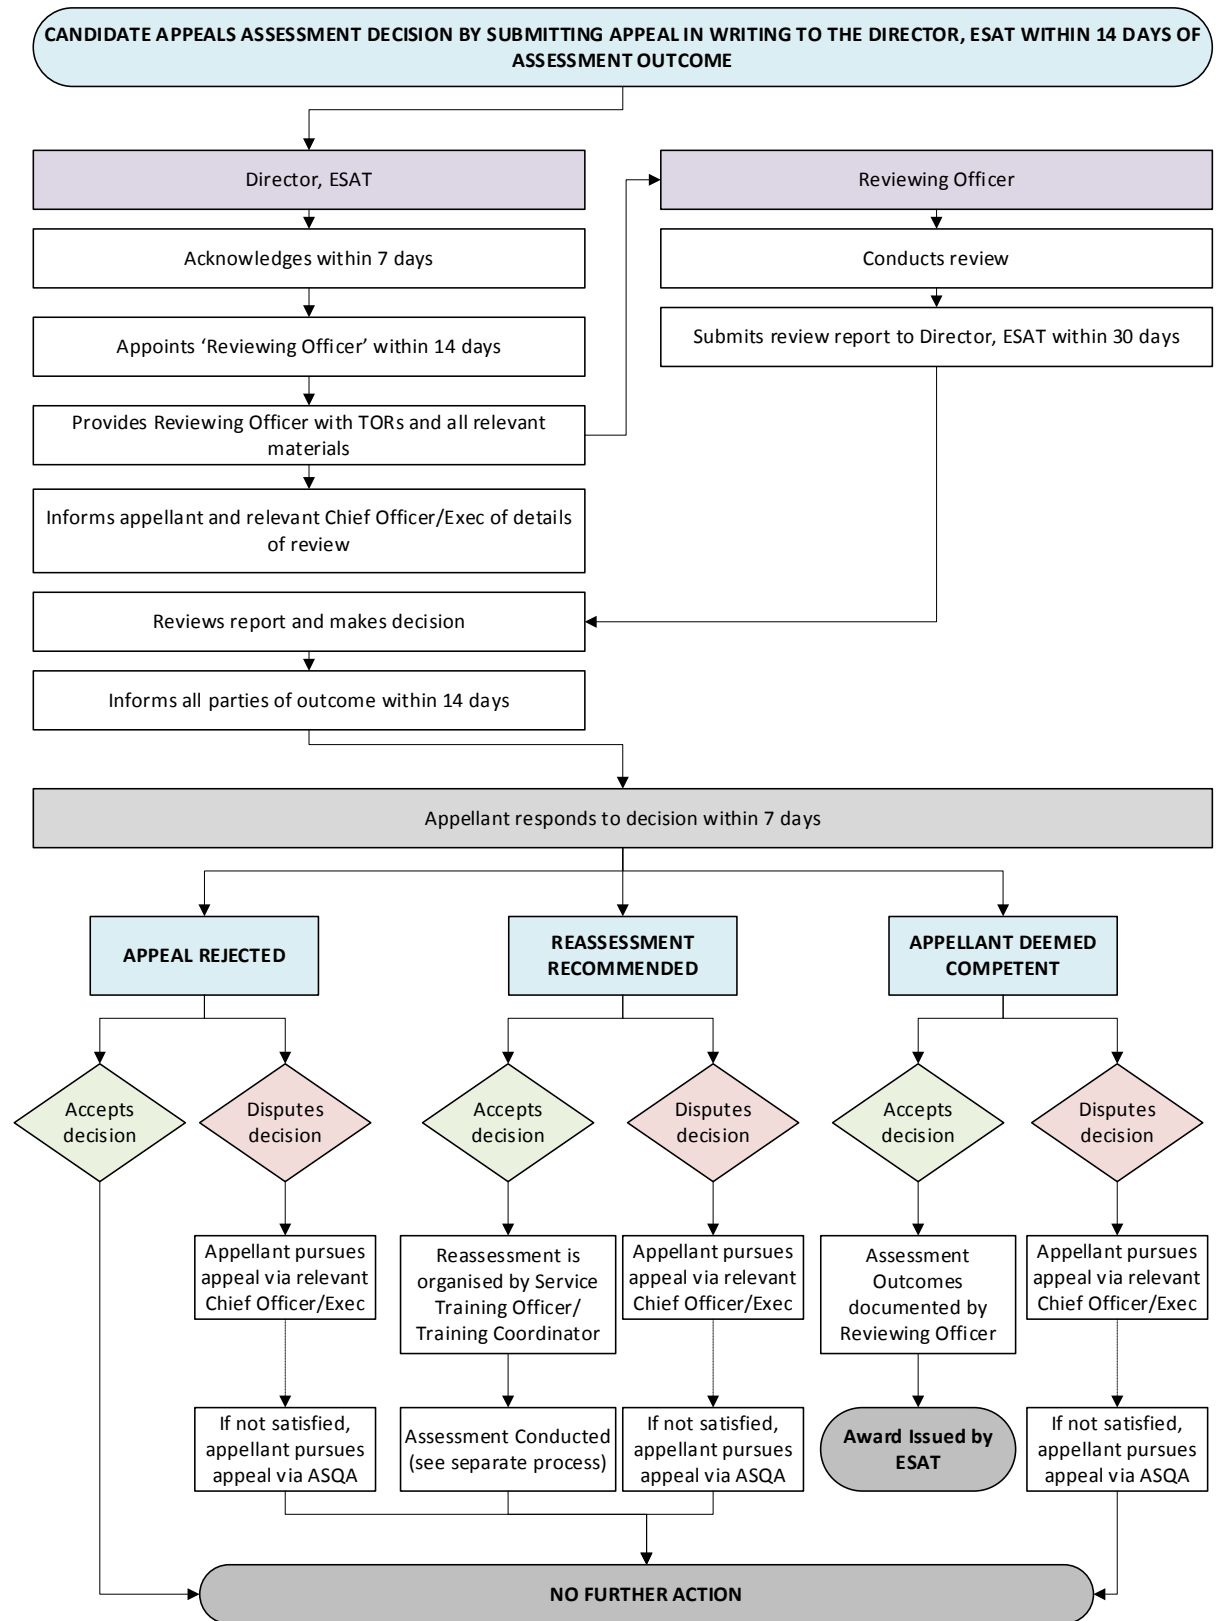 CANDIDATE APPEALS ASSESSMENT DECISION BY SUBMITTING APPEAL IN WRITING TO THE DIRECTOR, ESAT WITHIN 14 DAYS OF
ASSESSMENT OUTCOME
Director, ESAT
Acknowledges within 7 days
Appoints ‘Reviewing Officer’ within 14 days
Provides Reviewing Officer with TORs and all relevant
materials
Informs appellant and relevant Chief Officer/Exec of details
of review
Reviewing Officer
Conducts review
Submits review report to Director, ESAT within 30 days
Reviews report and makes decision
Informs all parties of outcome within 14 days
Appellant responds to decision within 7 days
APPEAL REJECTED
Accepts
decision
Disputes
decision
Appellant pursues
appeal via relevant
Chief Officer/Exec
If not satisfied,
appellant pursues
appeal via ASQA
REASSESSMENT
RECOMMENDED
Accepts
decision
Reassessment is
organised by Service
Training Officer/
Training Coordinator
Assessment Conducted
(see separate process)
Disputes
decision
Appellant pursues
appeal via relevant
Chief Officer/Exec
If not satisfied,
appellant pursues
appeal via ASQA
APPELLANT DEEMED
COMPETENT
Accepts
decision
Assessment
Outcomes
documented by
Reviewing Officer
Award Issued by
ESAT
Disputes
decision
Appellant pursues
appeal via relevant
Chief Officer/Exec
If not satisfied,
appellant pursues
appeal via ASQA
NO FURTHER ACTION